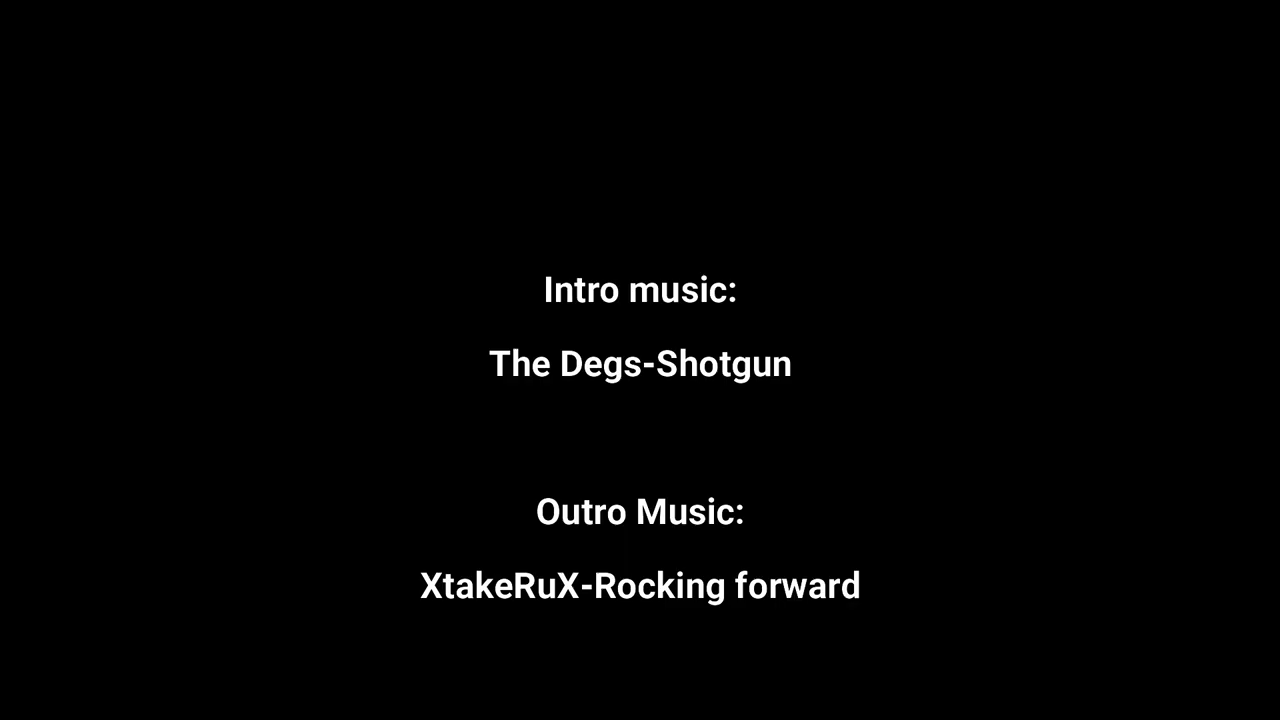 Intro music:
The Degs-Shotgun
Outro Music:
XtakeRuX-Rocking forward